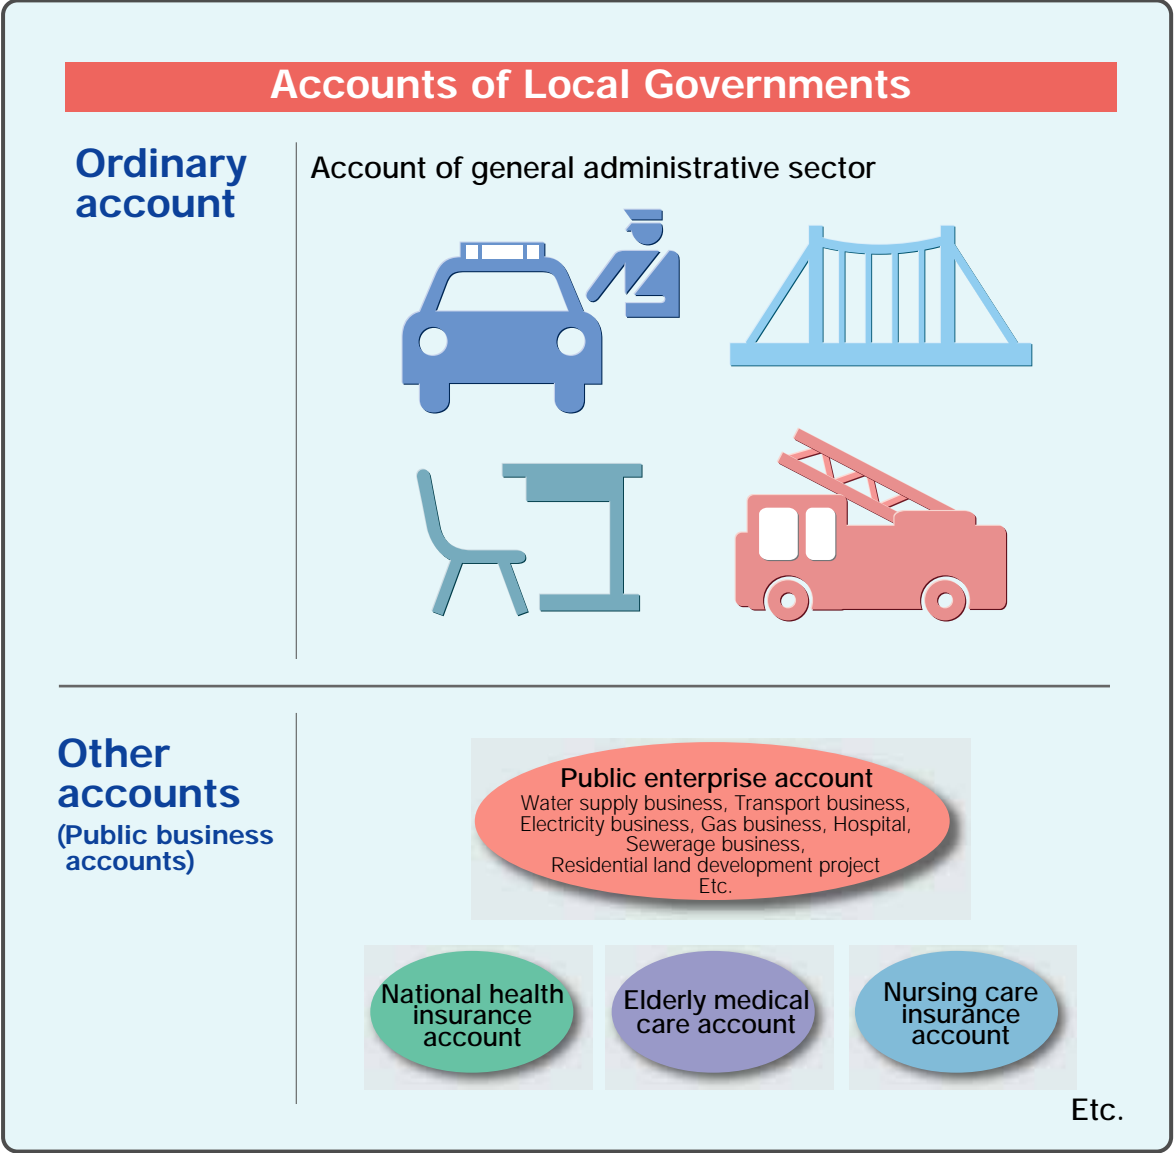 Accounts of Local Governments
Ordinary
account
Account of general administrative sector
Other
accounts
(Public business
accounts)
Public enterprise account
Water supply business, Transport business,
Electricity business, Gas business, Hospital,
Sewerage business,
Residential land development project
Etc.
National health
insurance
account
Elderly medical
care account
Nursing care
insurance
account
Etc.